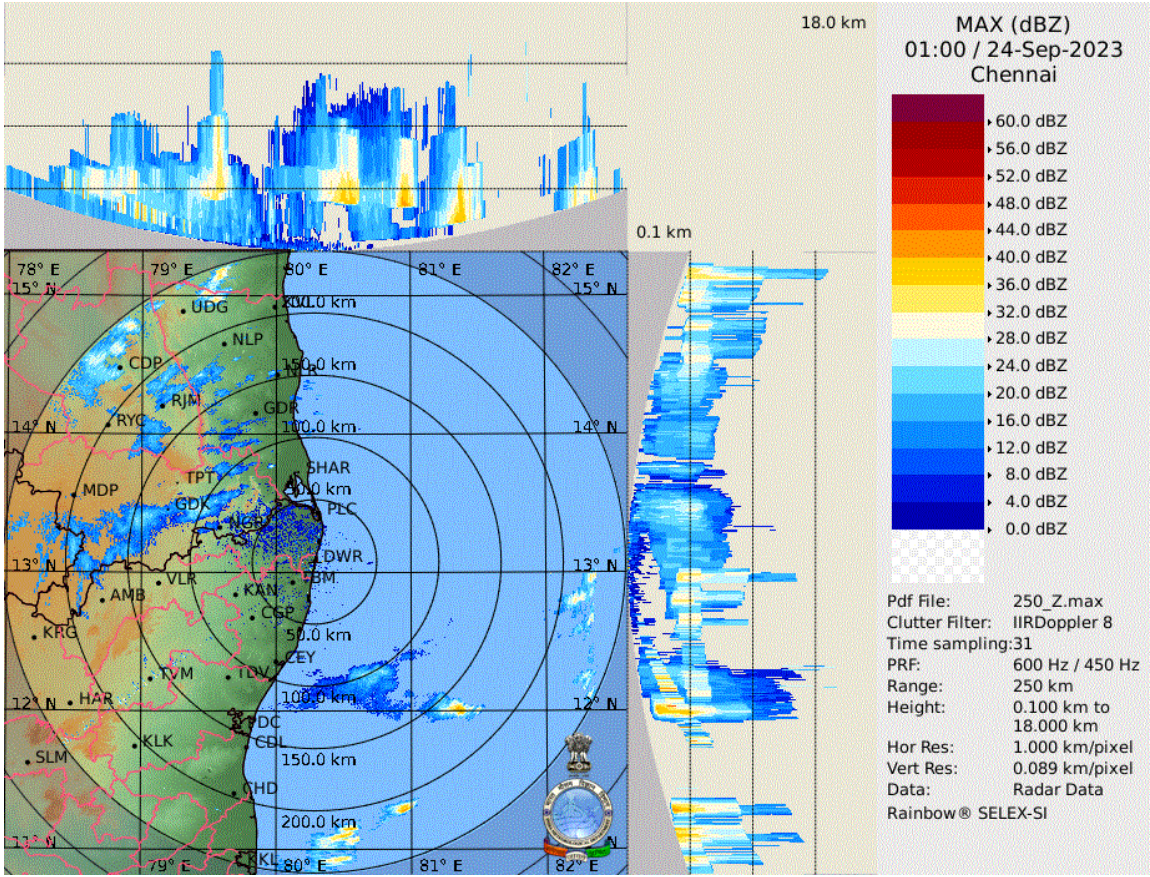 18.0 km
0.1 km
MAX (dBZ)
01:00 / 24-Sep-2023
Chennai
60.0 dBZ
56.0 dBZ
52.0 dBZ
48.0 dBZ
44.0 dBZ
40.0 dBZ
36.0 dBZ
32.0 dBZ
28.0 dBZ
24.0 dBZ
20.0 dBZ
16.0 dBZ
12.0 dBZ
8.0 dBZ
4.0 dBZ
0.0 dBZ
78° E 79° E 80° E 81° E 82° E
15° N 15° N
UDG
NLP
150.0 km
CDP
RJM
GDR
RYC
100.0 km
14° N 14° N
SHAR
TPT
MDP
GDK
PLC
NGR
DWR
13° N 13° N
VLR
BM
AMB
KAN
CGP
KRG
50.0 km
CEY
TVM
TDV
HAR
100.0 km
12° N 12° N
PDC
CDL
KLK
150.0 km
SLM
CHD
200.0 km
11° N 11° N
KKL
79° E 80° E 81° E 82° E
Pdf File: 250_Z.max
Clutter Filter: IIRDoppler 8
Time sampling:31
PRF: 600 Hz / 450 Hz
Range: 250 km
Height: 0.100 km to
18.000 km
Hor Res: 1.000 km/pixel
Vert Res: 0.089 km/pixel
Data: Radar Data
Rainbow® SELEX-SI